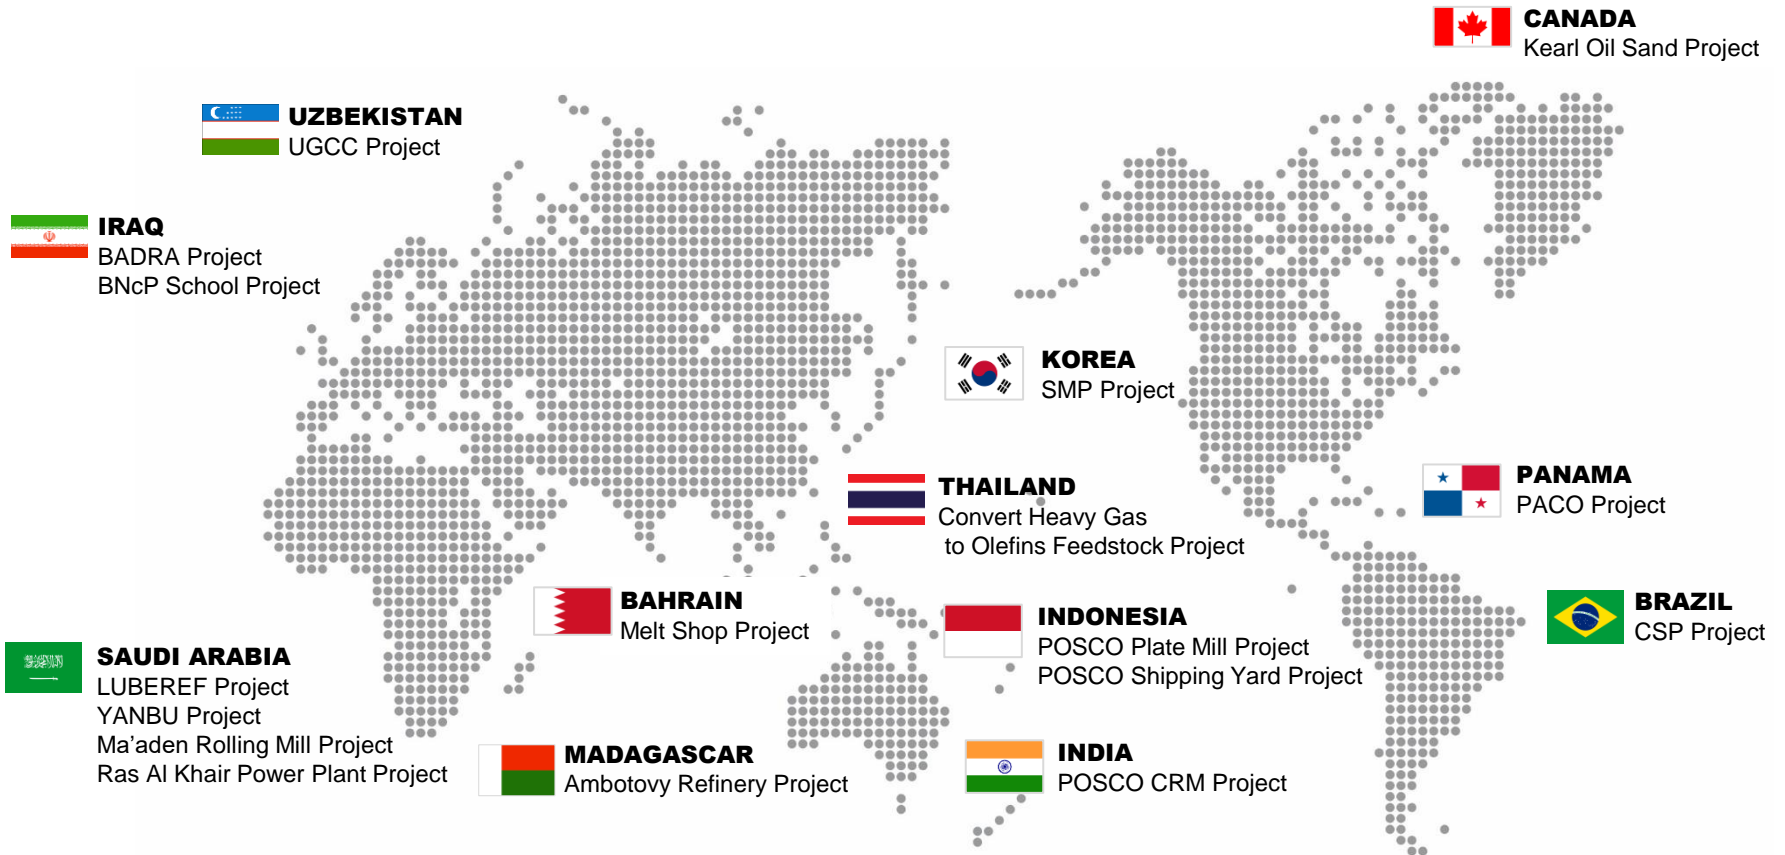 CANADA
Kearl Oil Sand Project
UZBEKISTAN
UGCC Project
IRAQ
BADRA Project
BNcP School Project
KOREA
SMP Project
THAILAND
Convert Heavy Gas
to Olefins Feedstock Project
PANAMA
PACO Project
BAHRAIN
Melt Shop Project
INDONESIA
POSCO Plate Mill Project
POSCO Shipping Yard Project
BRAZIL
CSP Project
SAUDI ARABIA
LUBEREF Project
YANBU Project
Ma’aden Rolling Mill Project
Ras Al Khair Power Plant Project
MADAGASCAR
Ambotovy Refinery Project
INDIA
POSCO CRM Project